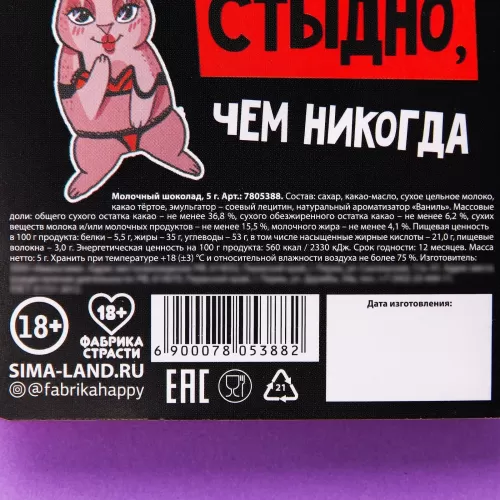 СТЫДНО,
ЧЕМ НИКОГДА
Молочный шоколад, 5 г. Арт.: 7805388. Состав: сахар, какао-масло, сухое цельное молоко,
какао тёртое, эмульгатор – соевый лецитин, натуральный ароматизатор «Ваниль». Массовые
доли: общего сухого остатка какао – не менее 36,8 %, сухого обезжиренного остатка какао – не менее 6,2 %, сухих
веществ молока и/или молочных продуктов – не менее 15,5 %, молочного жира – не менее 4,1 %. Пищевая ценность
в 100 г продукта: белки – 5,5 г, жиры – 35 г, углеводы – 53 г, в том числе насыщенные жирные кислоты – 21,0 г, пищевые
волокна – 3,0 г. Энергетическая ценность на 100 г продукта: 560 ккал / 2330 кДж. Срок годности: 12 месяцев. Масса
нетто: 5 г. Хранить при температуре +18 (±3) °C и относительной влажности воздуха не более 75 %. Изготовитель:
18+
18+
ФАБРИКА
СТРАСТИ
SIMA-LAND.RU
@fabrikahappy
6 900078 053882
EAC
21
Дата изготовления: